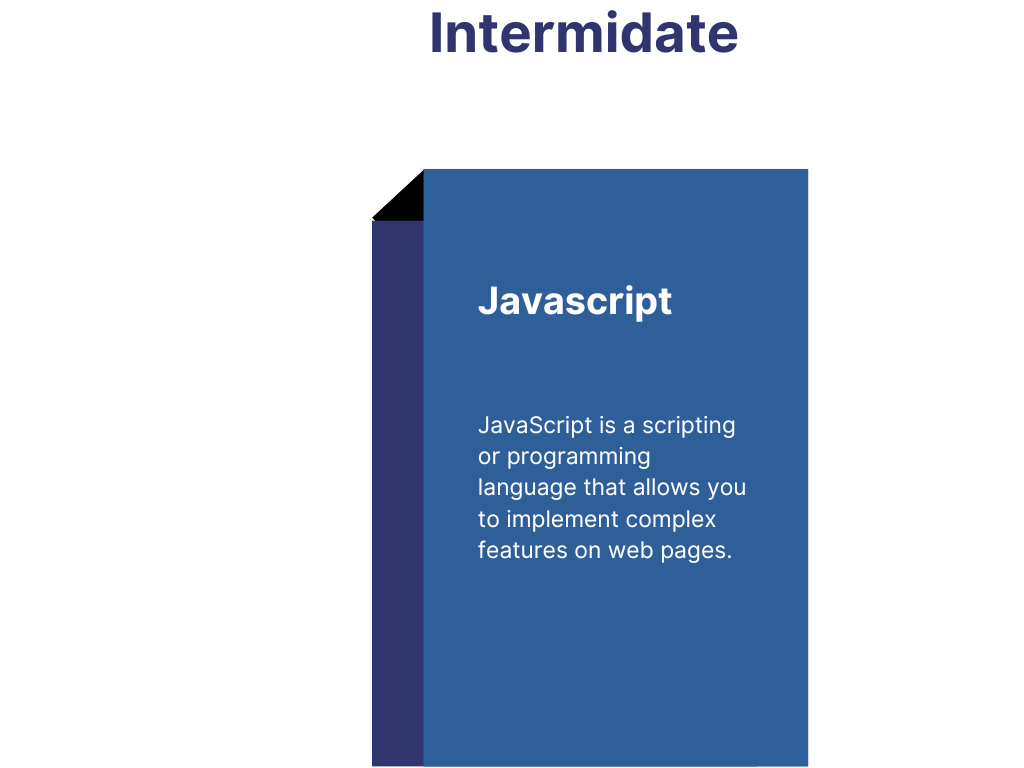 Intermidate
Javascript
JavaScript is a scripting
or programming
language that allows you
to implement complex
features on web pages.